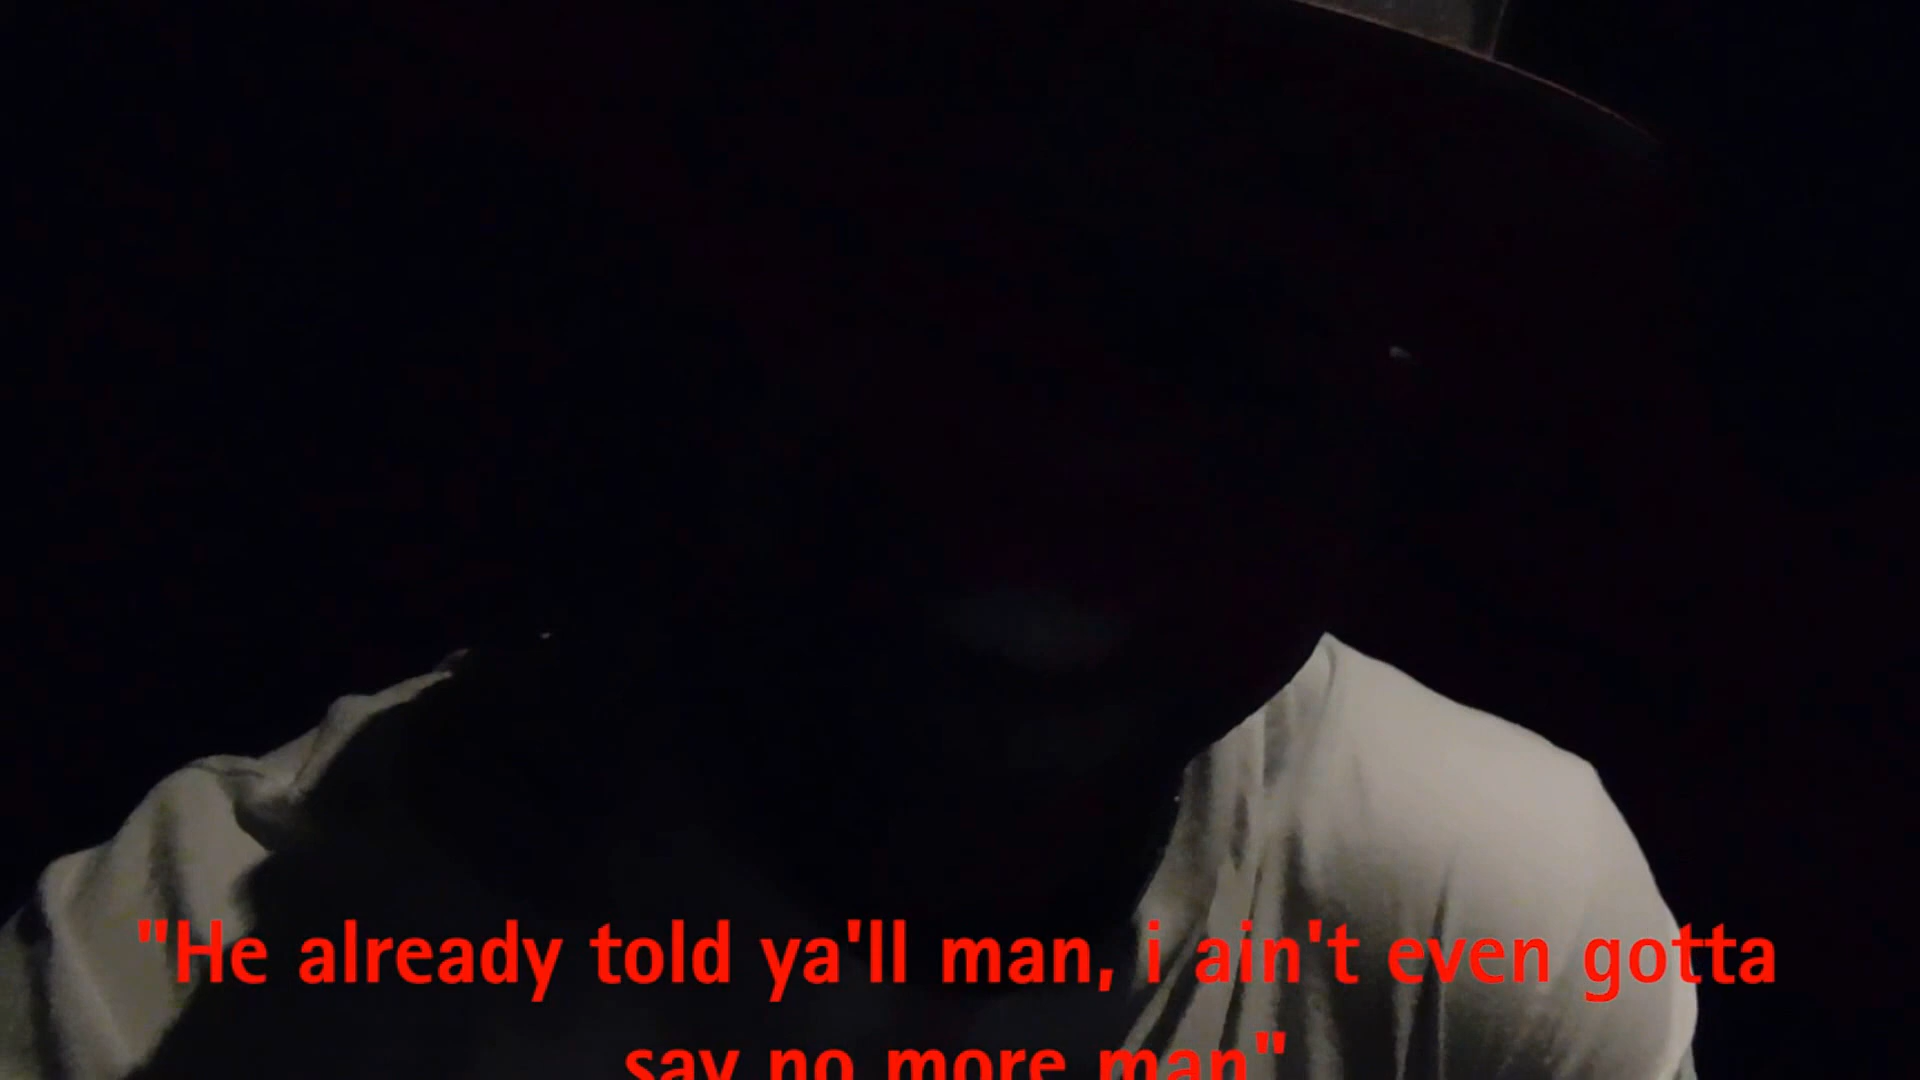 "He already told ya'll man, i ain't even gotta
say no more man"